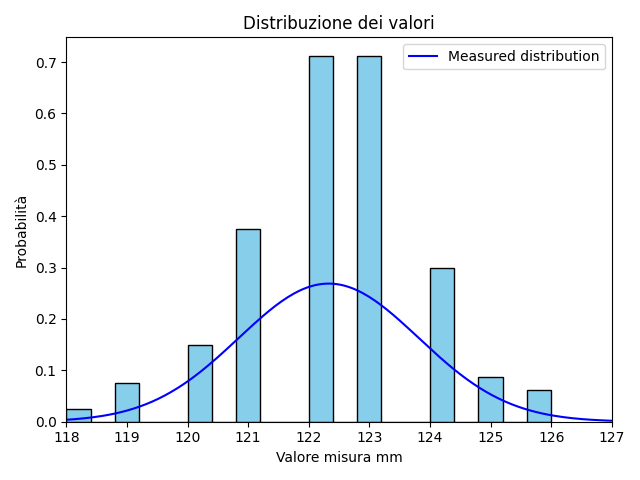 Distribuzione dei valori
Measured distribution
Probabilità
0.7
0.6
0.5
0.4
0.3
0.2
0.1
0.0
118 119 120 121 122 123 124 125 126 127
Valore misura mm